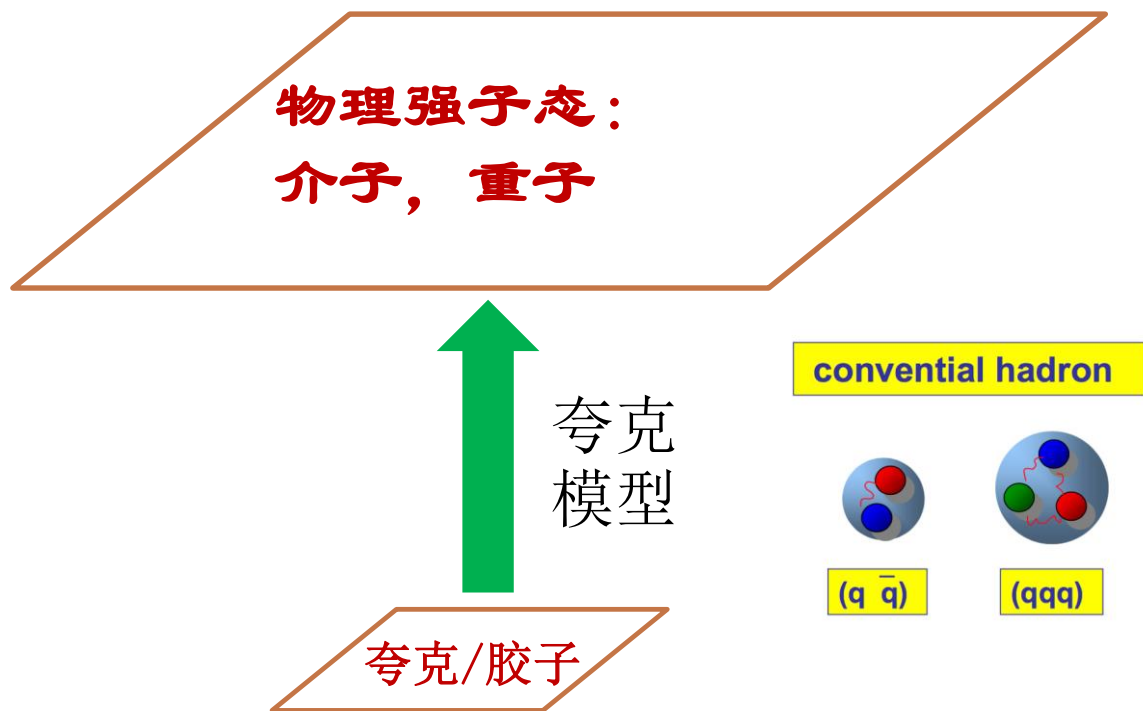 物理强子态:
介子，重子
夸克
模型
夸克/胶子
convential hadron
(q q̅)
(qqq)